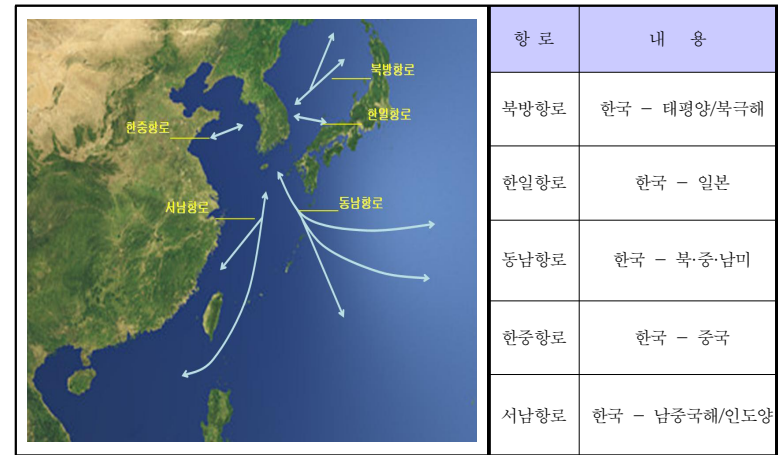 북방항로
한일항로
한중항로
서남항로
동남항로
항 로 내 용
북방항로 한국 – 태평양/북극해
한일항로 한국 – 일본
동남항로 한국 – 북·중·남미
한중항로 한국 – 중국
서남항로 한국 – 남중국해/인도양